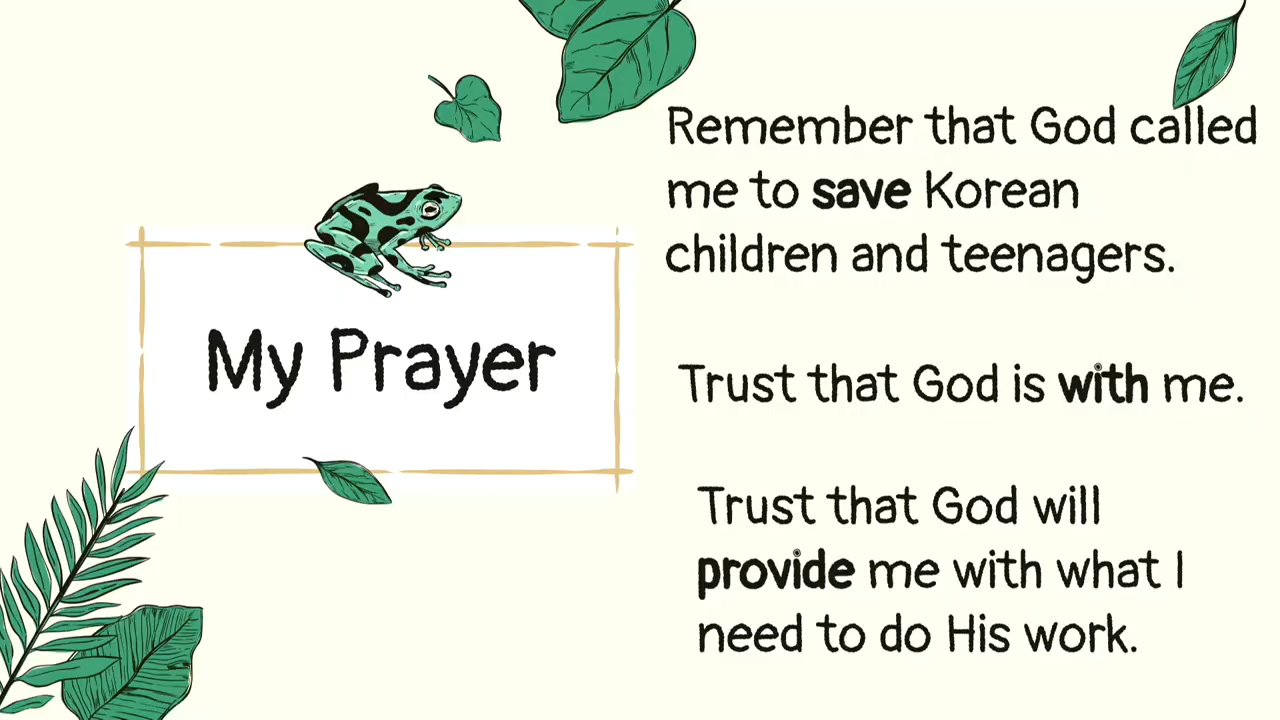 My Prayer
Remember that God called
me to save Korean
children and teenagers.
Trust that God is with me.
Trust that God will
provide me with what I
need to do His work.